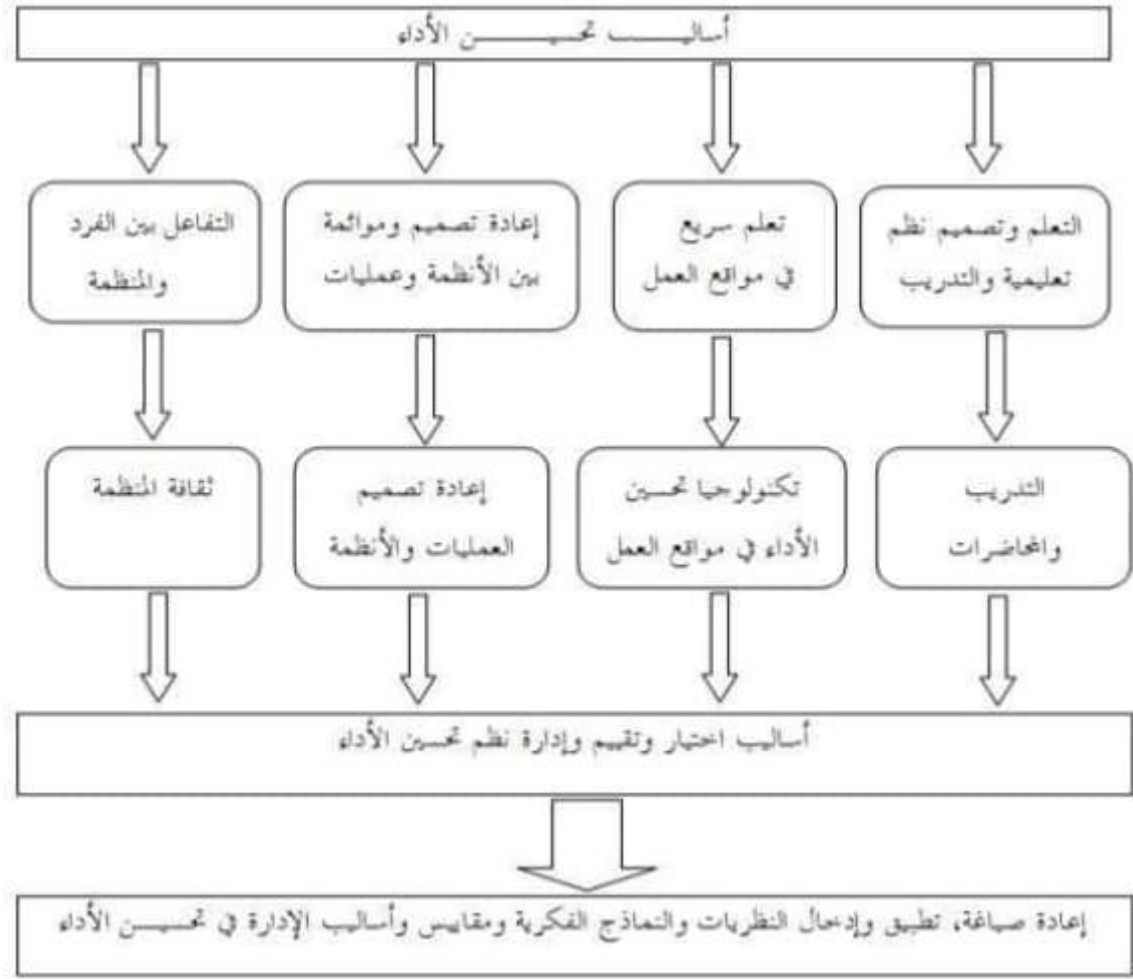 أساليب تحسن الأداء
التعلم وتصميم نظم
تعليمية والتدريب
تعلم سريع
في مواقع العمل
إعادة تصميم وموائمة
بين الأنظمة وعمليات
التفاعل بين الفرد
والمنظمة
التدريب
والمحاضرات
تكنولوجيا تحسين
الأداء في مواقع العمل
إعادة تصميم
العمليات والأنظمة
ثقافة المنظمة
أساليب اختيار وتقييم وإدارة نظم تحسين الأداء
إعادة صياغة، تطبيق وإدخال النظريات والنماذج الفكرية ومقاييس وأساليب الإدارة في تحسين الأداء